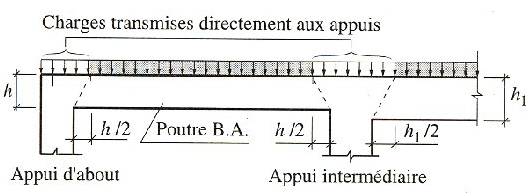 Charges transmises directement aux appuis
h
h₁
h/2
Poutre B.A.
h/2
h₁/2
Appui d'about
Appui intermédiaire